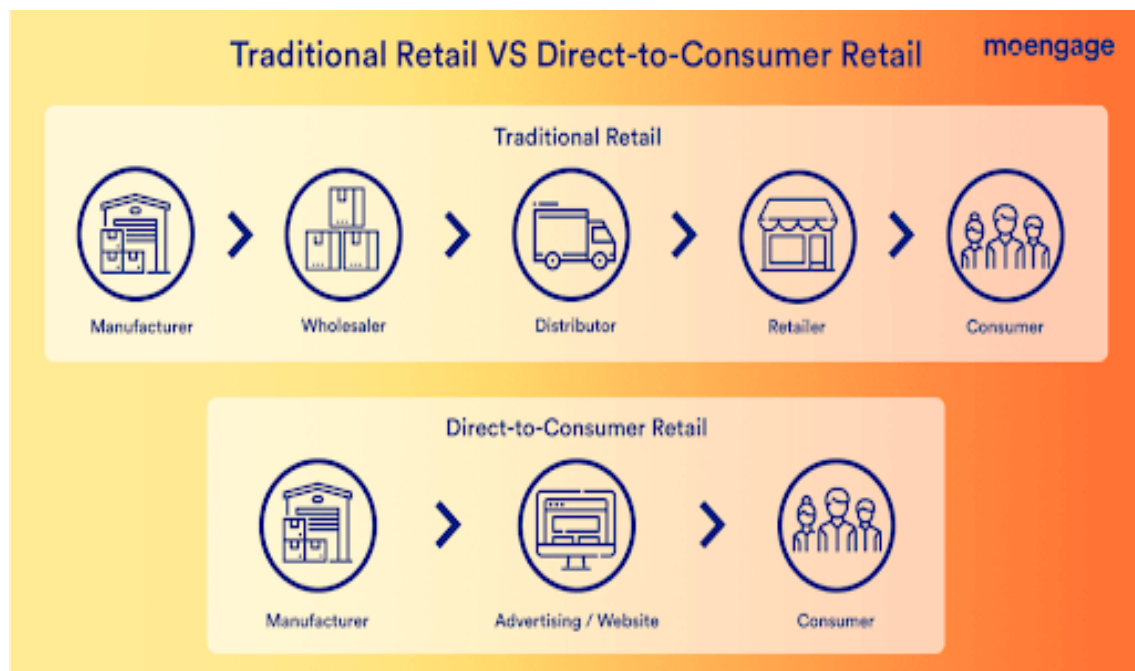 Traditional Retail VS Direct-to-Consumer Retail
moengage
Traditional Retail
Manufacturer
Wholesaler
Distributor
Retailer
Consumer
Direct-to-Consumer Retail
Manufacturer
Advertising / Website
Consumer